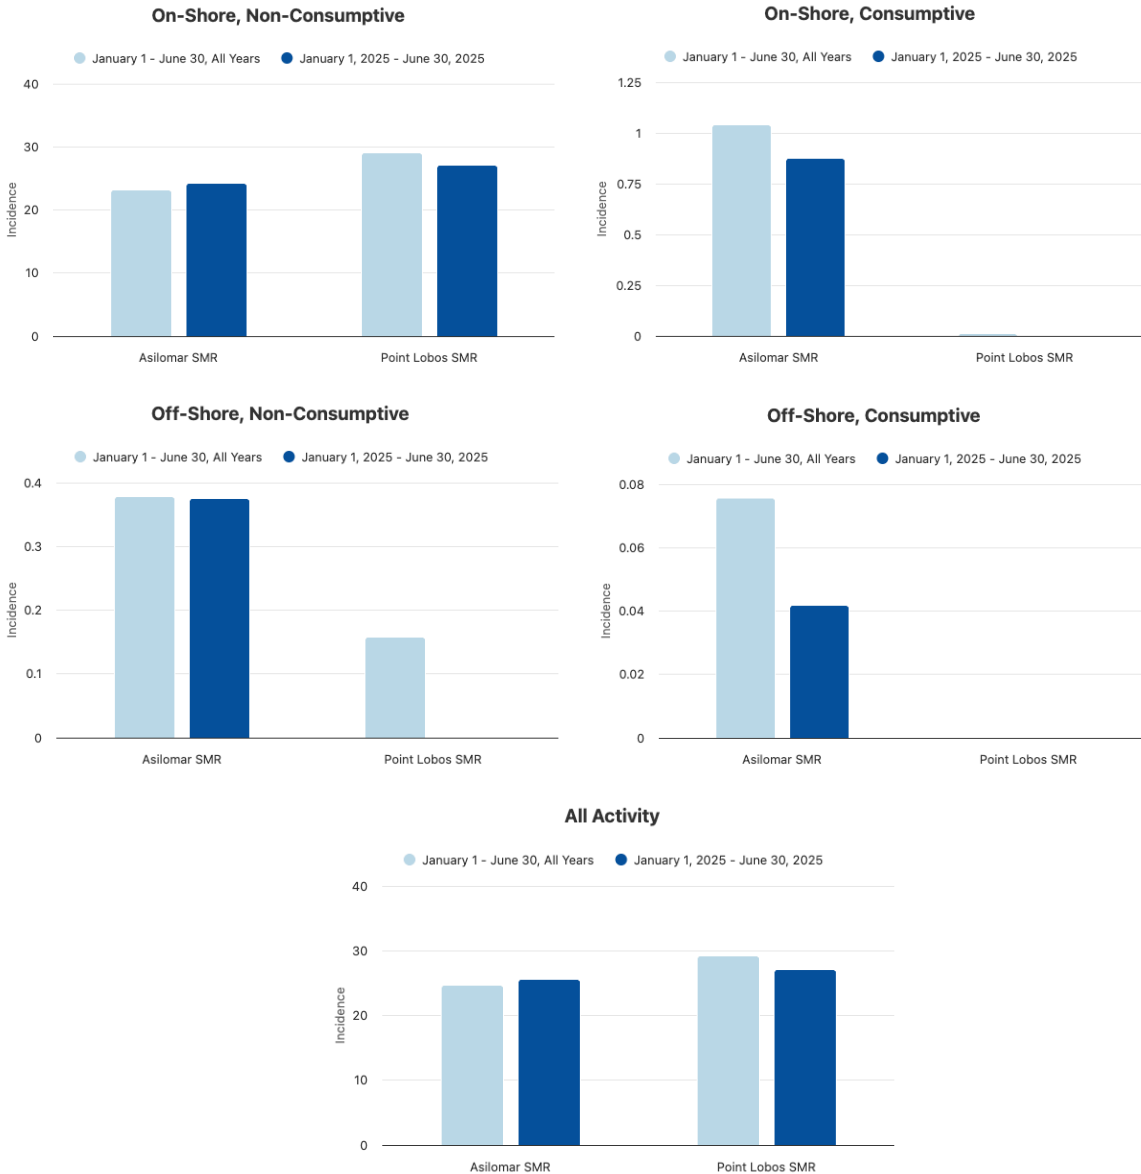 On-Shore, Non-Consumptive
January 1 - June 30, All Years January 1, 2025 - June 30, 2025
40
30
20
10
0
Incidence
Asilomar SMR Point Lobos SMR
On-Shore, Consumptive
January 1 - June 30, All Years January 1, 2025 - June 30, 2025
1.25
1
0.75
0.5
0.25
0
Incidence
Asilomar SMR Point Lobos SMR
Off-Shore, Non-Consumptive
January 1 - June 30, All Years January 1, 2025 - June 30, 2025
0.4
0.3
0.2
0.1
0
Incidence
Asilomar SMR Point Lobos SMR
Off-Shore, Consumptive
January 1 - June 30, All Years January 1, 2025 - June 30, 2025
0.08
0.06
0.04
0.02
0
Incidence
Asilomar SMR Point Lobos SMR
All Activity
January 1 - June 30, All Years January 1, 2025 - June 30, 2025
40
30
20
10
0
Incidence
Asilomar SMR Point Lobos SMR